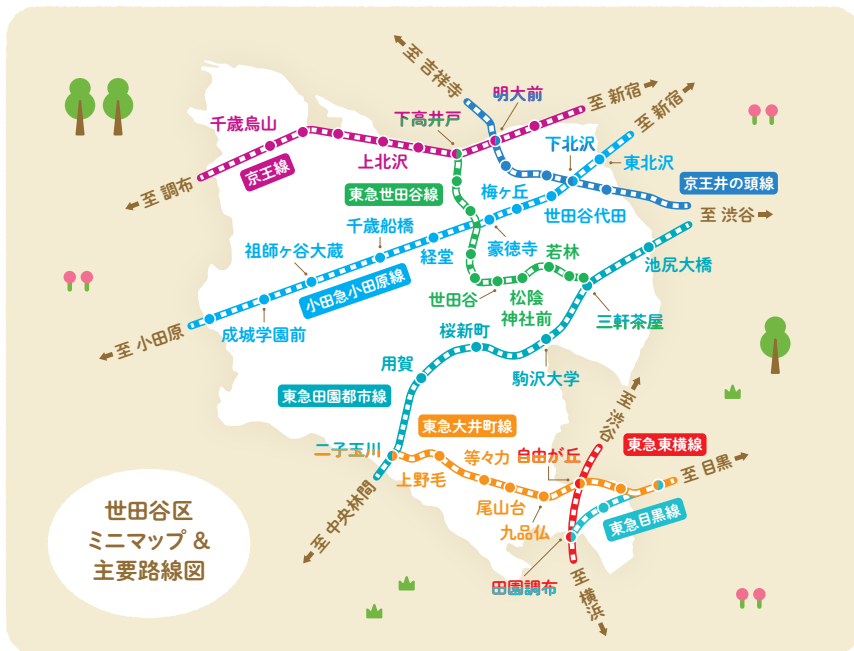 至 吉祥寺
明大前
至 新宿
至 新宿
下高井戸
千歳烏山
下北沢
上北沢
東北沢
京王線
京王井の頭線
東急世田谷線
梅ヶ丘
至 調布
世田谷代田
至 渋谷
千歳船橋
祖師ヶ谷大蔵
経堂
豪徳寺
若林
池尻大橋
小田急小田原線
世田谷
松陰
神社前
三軒茶屋
至 小田原
成城学園前
桜新町
用賀
駒沢大学
東急田園都市線
至 渋谷
東急大井町線
東急東横線
二子玉川
等々力
自由が丘
至 目黒
上野毛
尾山台
九品仏
東急目黒線
至 中央林間
田園調布
至 横浜
世田谷区
ミニマップ &
主要路線図